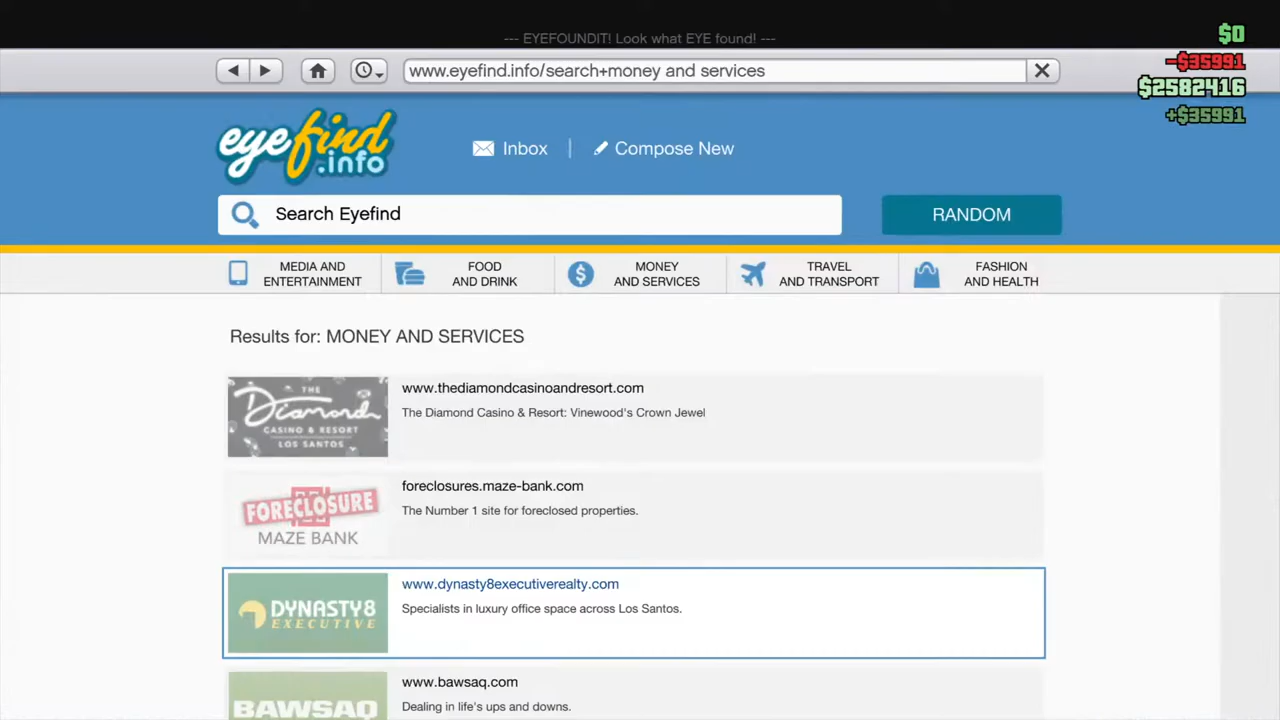 --- EYEFOUNDIT! Look what EYE found! ---
$0
-$35991
$2582416
+$35991
www.eyefind.info/search+money and services
eyefind
.info
Inbox
Compose New
Search Eyefind
RANDOM
MEDIA AND
ENTERTAINMENT
FOOD
AND DRINK
MONEY
AND SERVICES
TRAVEL
AND TRANSPORT
FASHION
AND HEALTH
Results for: MONEY AND SERVICES
THE
Diamond
CASINO & RESORT
LOS SANTOS
www.thediamondcasinoandresort.com
The Diamond Casino & Resort: Vinewood's Crown Jewel
FORECLOSURE
MAZE BANK
foreclosures.maze-bank.com
The Number 1 site for foreclosed properties.
DYNASTY8
EXECUTIVE
www.dynasty8executiverealty.com
Specialists in luxury office space across Los Santos.
BAWSAQ
www.bawsaq.com
Dealing in life's ups and downs.